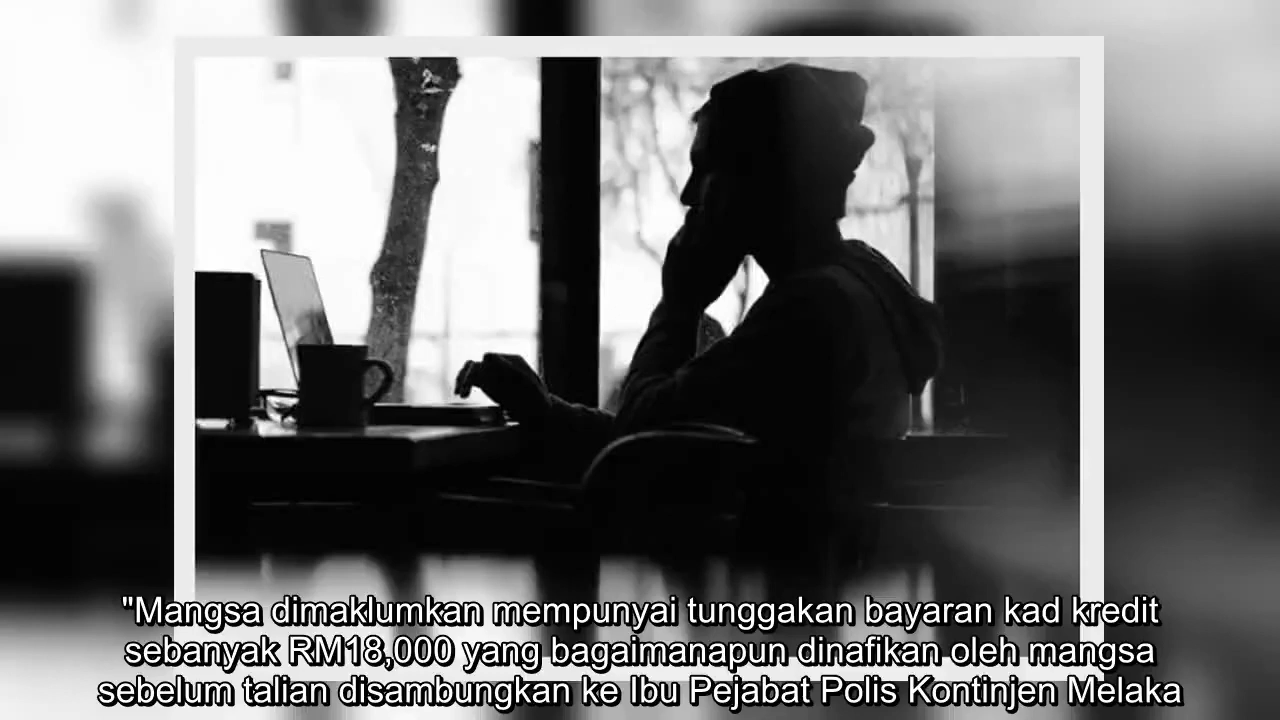 "Mangsa dimaklumkan mempunyai tunggakan bayaran kad kredit
sebanyak RM18,000 yang bagaimanapun dinafikan oleh mangsa
sebelum talian disambungkan ke Ibu Pejabat Polis Kontinjen Melaka